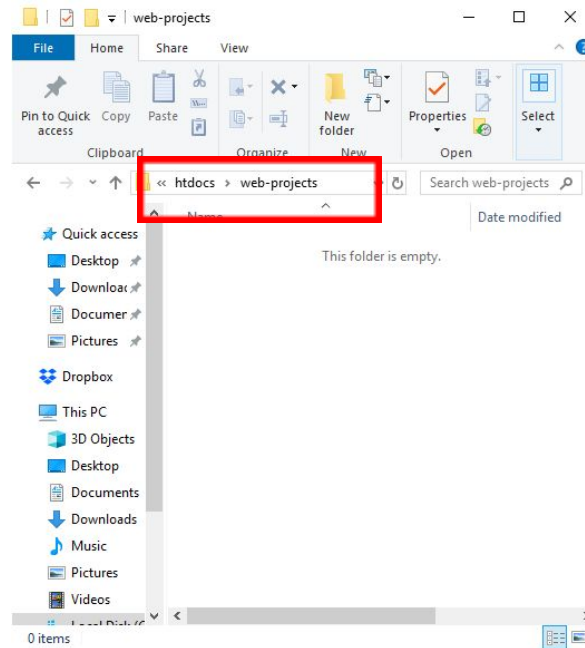 web-projects
File Home Share View
Pin to Quick access Copy Paste New folder Properties Select
Clipboard Organize New Open
« htdocs › web-projects Search web-projects
Name Date modified
This folder is empty.
Quick access
Desktop
Downloac
Documer
Pictures
Dropbox
This PC
3D Objects
Desktop
Documents
Downloads
Music
Pictures
Videos
0 items